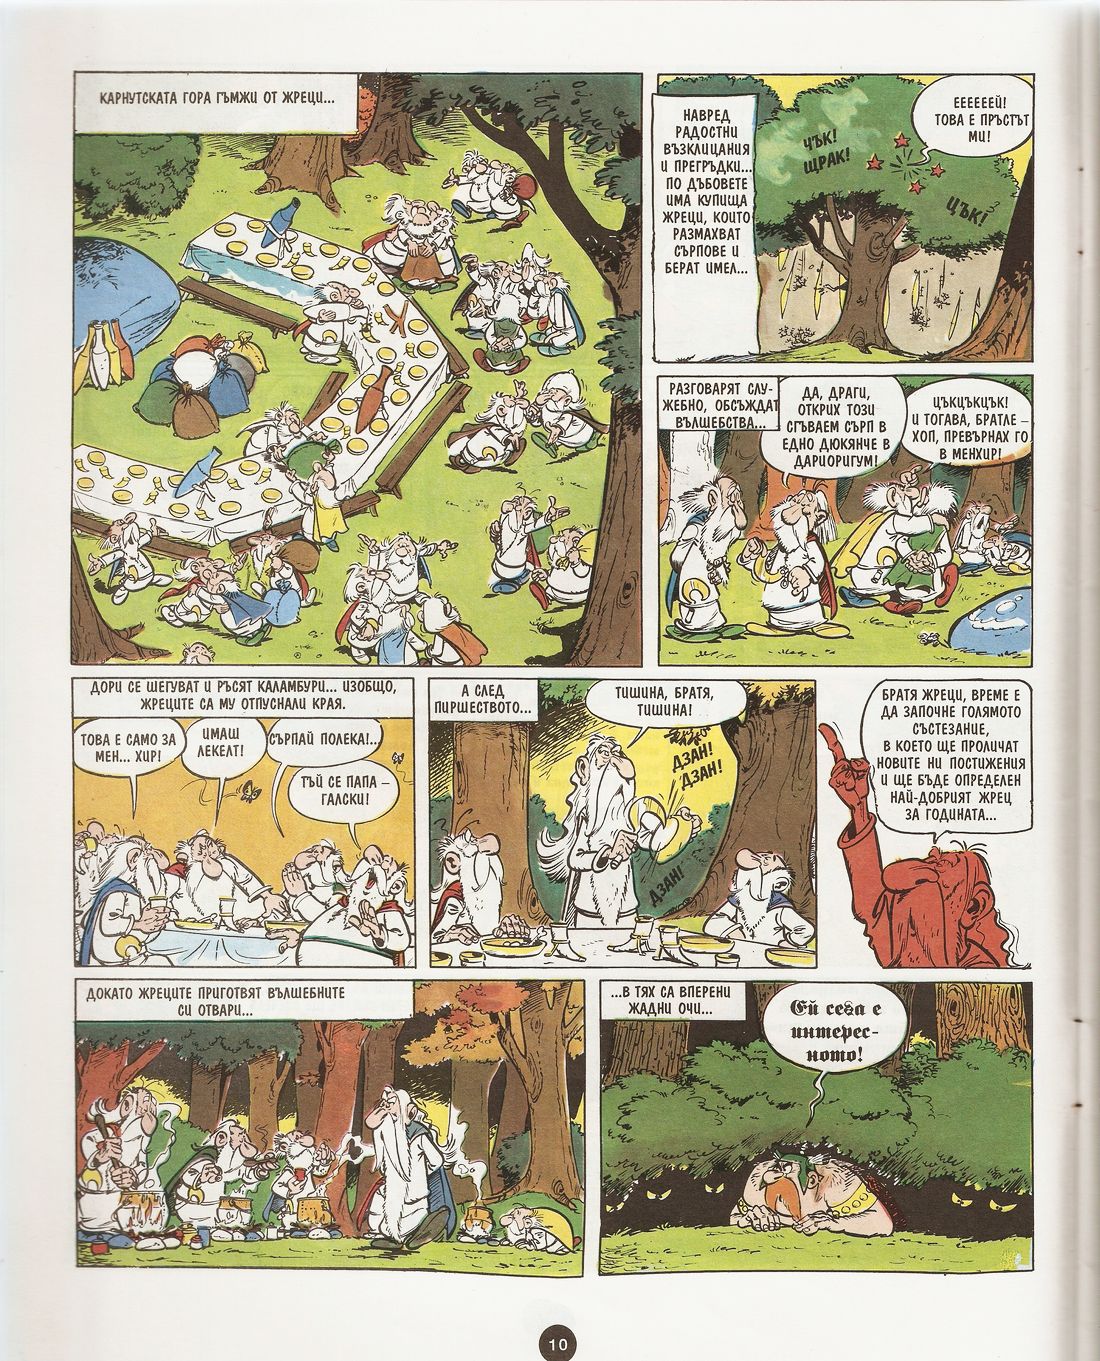 КАРНУТСКАТА ГОРА ГЪМЖИ ОТ ЖРЕЦИ...
НАВРЕД
РАДОСТНИ
ВЪЗКЛИЦАНИЯ
И ПРЕГРЪДКИ...
ПО ДЪБОВЕТЕ
ИМА КУПИЩА
ЖРЕЦИ, КОИТО
РАЗМАХВАТ
СЪРПОВЕ И
БЕРАТ ИМЕЛ...
ЧЪК!
ЩРАК!
ЕЕЕЕЕЕЙ!
ТОВА Е ПРЪСТЪТ
МИ!
ЦЪК!
РАЗГОВАРЯТ СЛУ-
ЖЕБНО, ОБСЪЖДАТ
ВЪЛШЕБСТВА...
ДА, ДРАГИ,
ОТКРИХ ТОЗИ
СГЪВАЕМ СЪРП В
ЕДНО ДЮКЯНЧЕ В
ДАРИОРИГУМ!
ЦЪКЦЪКЦЪК!
И ТОГАВА, БРАТЛЕ –
ХОП, ПРЕВЪРНАХ ГО
В МЕНХИР!
ДОРИ СЕ ШЕГУВАТ И РЪСЯТ КАЛАМБУРИ... ИЗОБЩО,
ЖРЕЦИТЕ СА МУ ОТПУСНАЛИ КРАЯ.
ТОВА Е САМО ЗА
МЕН... ХИР!
ИМАШ
ЛЕКЕЛТ!
СЪРПАЙ ПОЛЕКА!..
ТЪЙ СЕ ПАПА –
ГАЛСКИ!
А СЛЕД
ПИРШЕСТВОТО...
ТИШИНА, БРАТЯ,
ТИШИНА!
ДЗАН!
ДЗАН!
ДЗАН!
БРАТЯ ЖРЕЦИ, ВРЕМЕ Е
ДА ЗАПОЧНЕ ГОЛЯМОТО
СЪСТЕЗАНИЕ,
В КОЕТО ЩЕ ПРОЛИЧАТ
НОВИТЕ НИ ПОСТИЖЕНИЯ
И ЩЕ БЪДЕ ОПРЕДЕЛЕН
НАЙ-ДОБРИЯТ ЖРЕЦ
ЗА ГОДИНАТА...
ДОКАТО ЖРЕЦИТЕ ПРИГОТВЯТ ВЪЛШЕБНИТЕ
СИ ОТВАРИ...
...В ТЯХ СА ВПЕРЕНИ
ЖАДНИ ОЧИ...
Ей сега е
интерес-
ното!
10